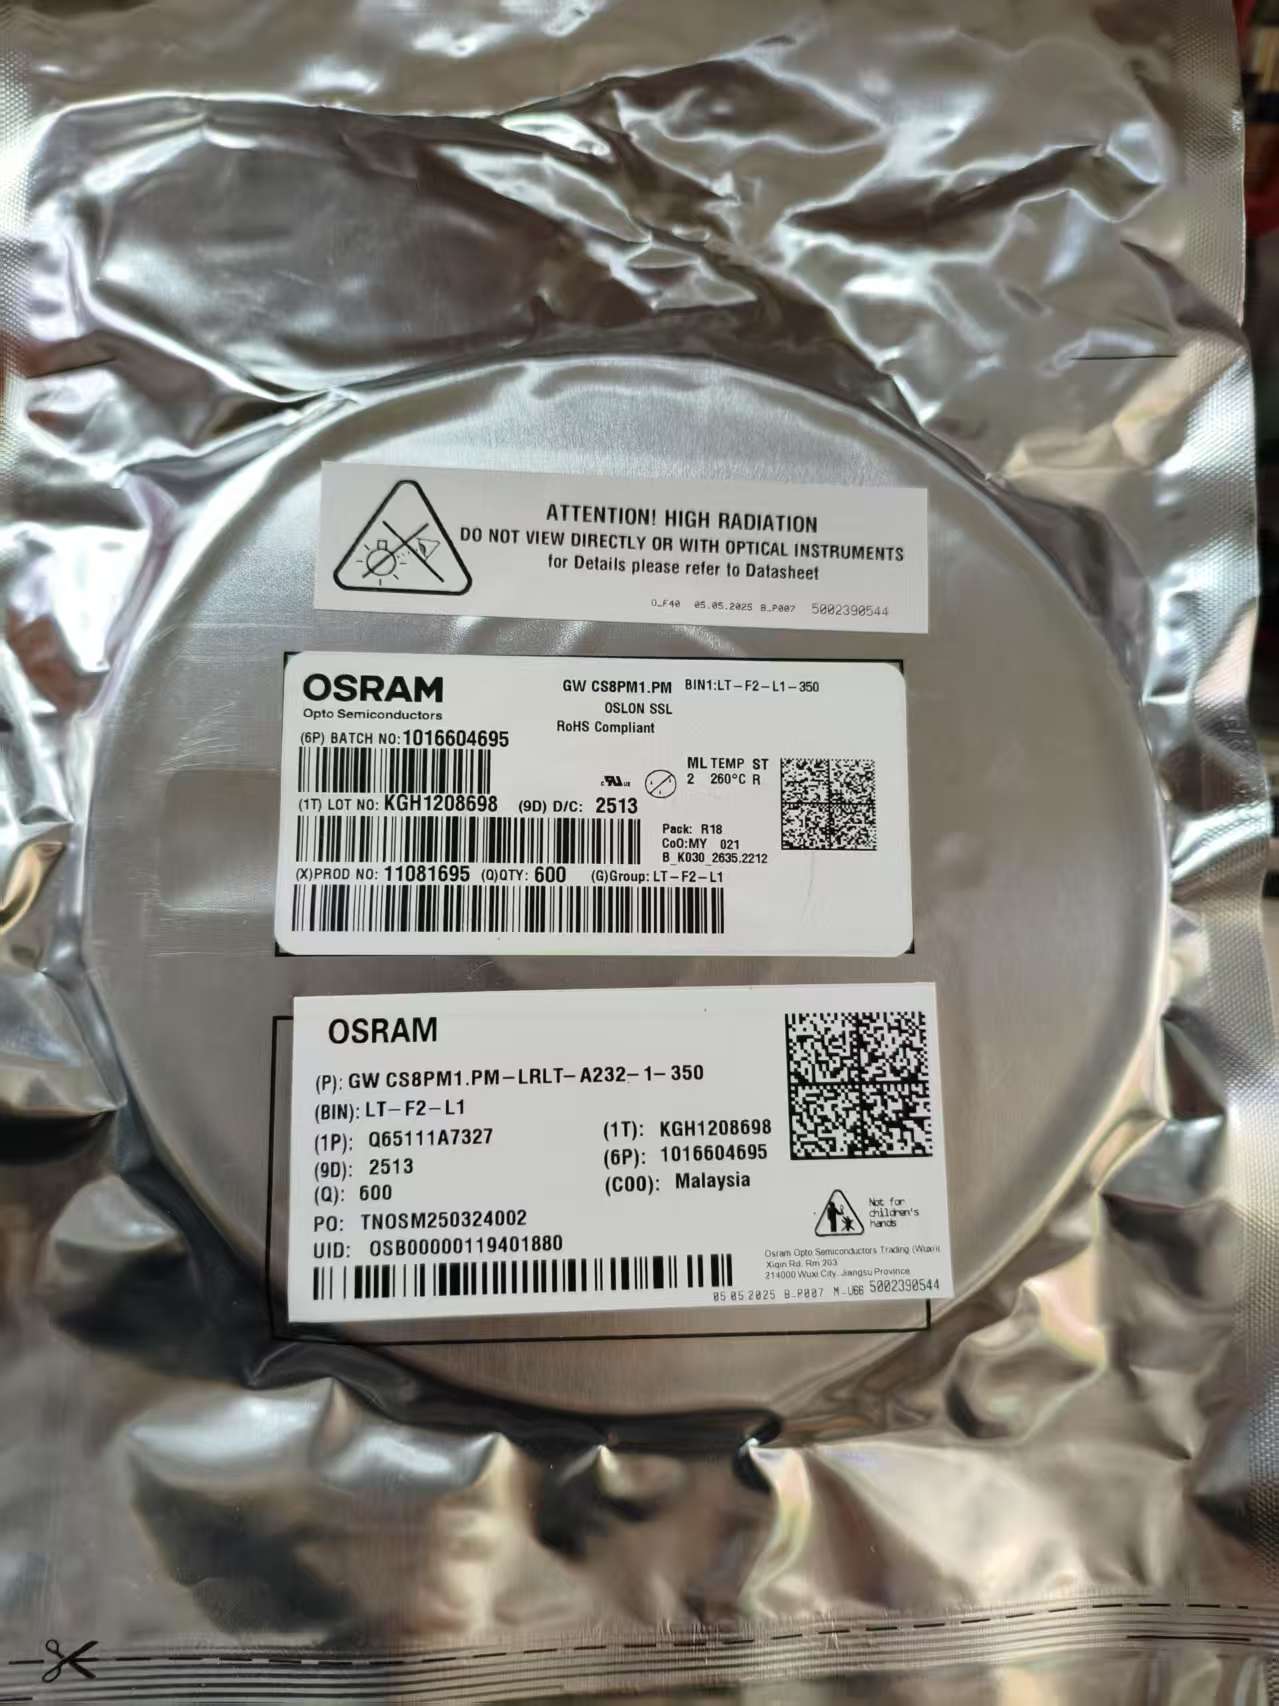 ATTENTION! HIGH RADIATION
DO NOT VIEW DIRECTLY OR WITH OPTICAL INSTRUMENTS
for Details please refer to Datasheet
O_F40 05.05.2025 B_P007 5002390544
OSRAM
Opto Semiconductors
GW CS8PM1.PM BIN1:LT-F2-L1-350
OSLON SSL
RoHS Compliant
(6P) BATCH NO:1016604695
ML TEMP ST
2 260°C R
(1T) LOT NO: KGH1208698 (9D) D/C: 2513
Pack: R18
CoO:MY 021
B_K030_2635.2212
(X)PROD NO: 11081695 (Q)QTY: 600 (G)Group: LT-F2-L1
OSRAM
(P): GW CS8PM1.PM-LRLT-A232-1-350
(BIN): LT-F2-L1
(1P): Q65111A7327
(9D): 2513
(Q): 600
(1T): KGH1208698
(6P): 1016604695
(COO): Malaysia
PO: TNOSM250324002
UID: OSB00000119401880
Not for
children's
hands
Osram Opto Semiconductors Trading (Wuxi)
Xiqin Rd. Rm 203
214000 Wuxi City, Jiangsu Province
05.05.2025 B_P007 M-U66 5002390544